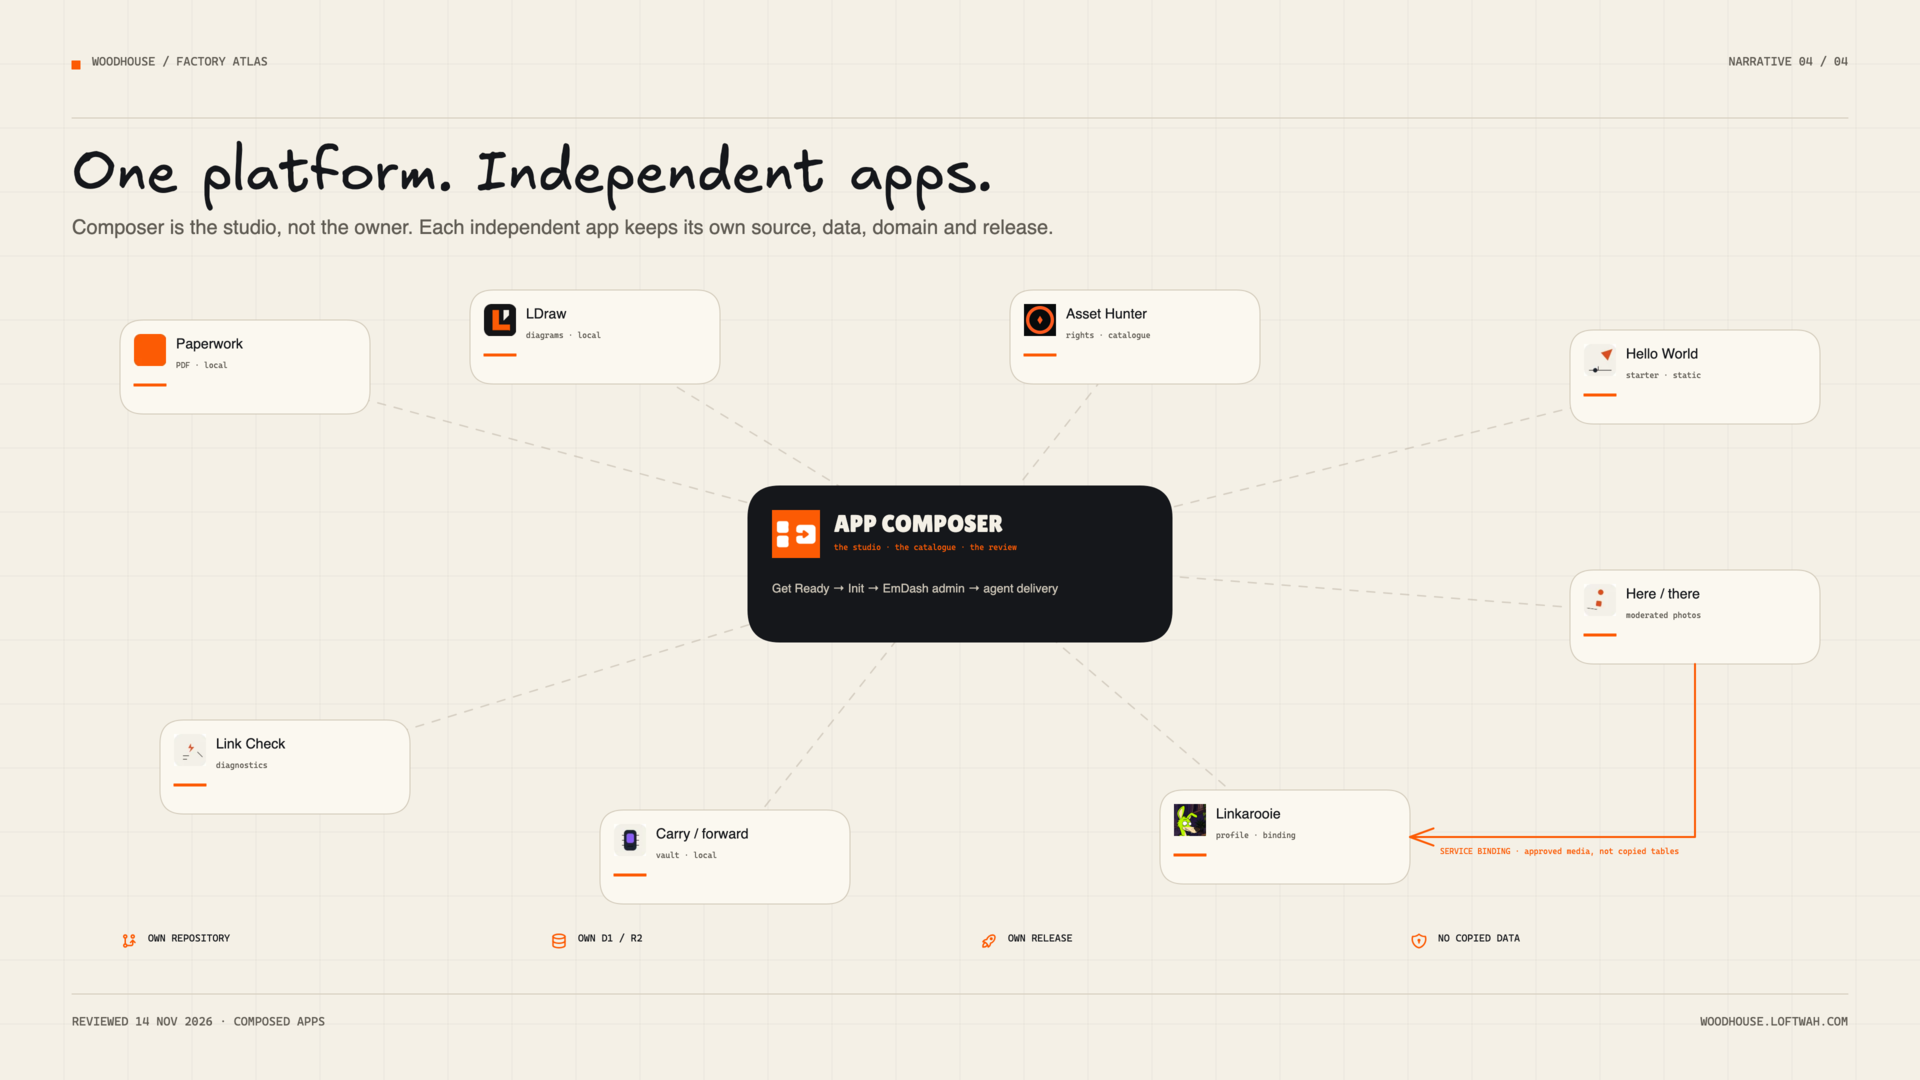 WOODHOUSE / FACTORY ATLAS
NARRATIVE 04 / 04
One platform. Independent apps.
Composer is the studio, not the owner. Each independent app keeps its own source, data, domain and release.
LDraw
diagrams · local
Asset Hunter
rights · catalogue
Paperwork
PDF · local
Hello World
starter · static
APP COMPOSER
the studio · the catalogue · the review
Get Ready → Init → EmDash admin → agent delivery
Here / there
moderated photos
Link Check
diagnostics
Linkarooie
profile · binding
Carry / forward
vault · local
SERVICE BINDING · approved media, not copied tables
OWN REPOSITORY
OWN D1 / R2
OWN RELEASE
NO COPIED DATA
REVIEWED 14 NOV 2026 · COMPOSED APPS
WOODHOUSE.LOFTWAH.COM